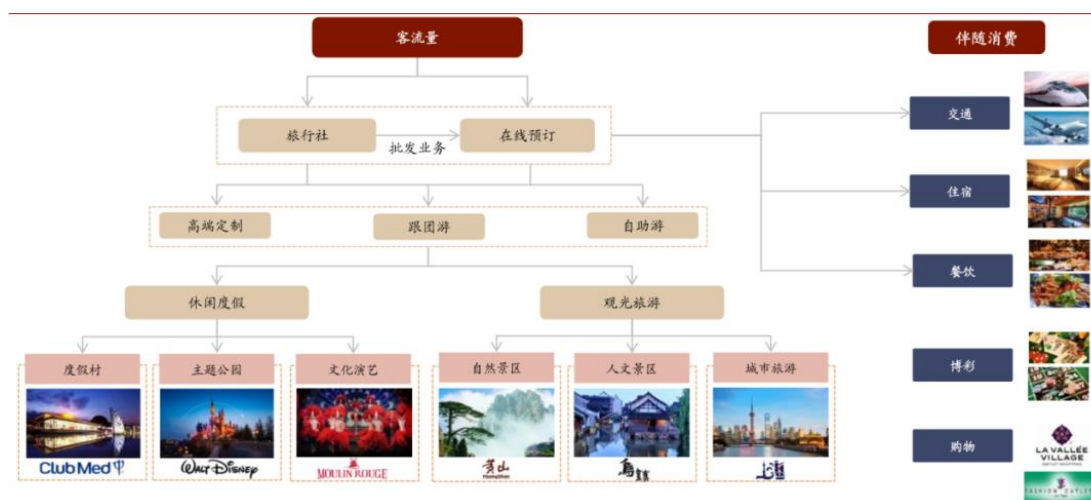 客流量
伴随消费
旅行社
批发业务
在线预订
交通
住宿
高端定制
跟团游
自助游
餐饮
休闲度假
观光旅游
度假村
主题公园
文化演艺
自然景区
人文景区
城市旅游
博彩
购物
Club Med
WALT DISNEY
MOULIN ROUGE
黄山
乌镇
上海
LA VALLÉE
VILLAGE
FASHION OUTLET